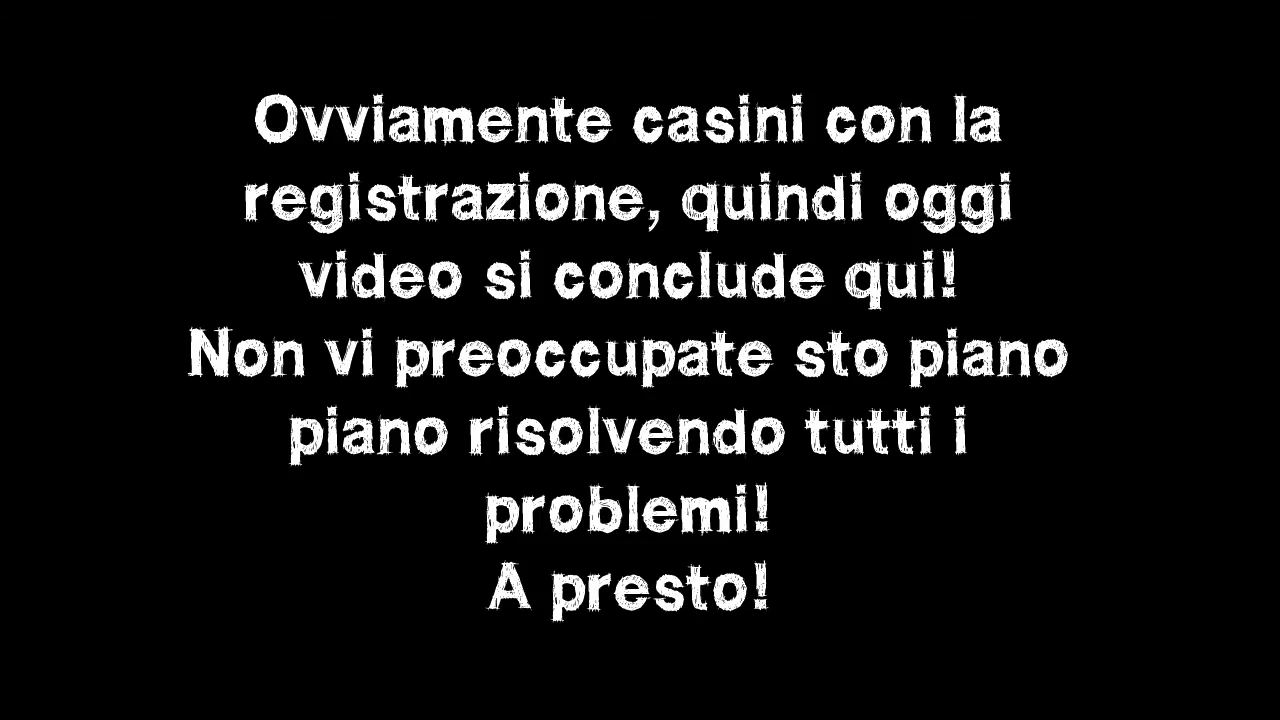 Ovviamente casini con la
registrazione, quindi oggi
video si conclude qui!
Non vi preoccupate sto piano
piano risolvendo tutti i
problemi!
A presto!